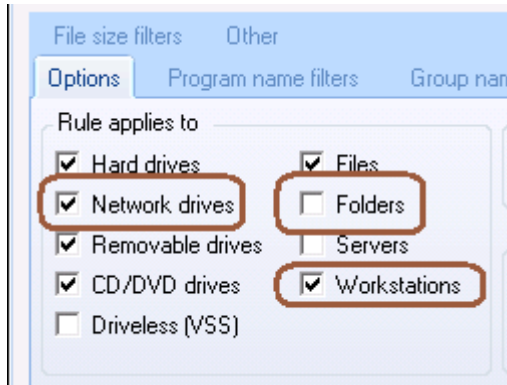 File size filters Other
Options Program name filters Group nar
Rule applies to
Hard drives Files
Network drives Folders
Removable drives Servers
CD/DVD drives Workstations
Driveless (VSS)